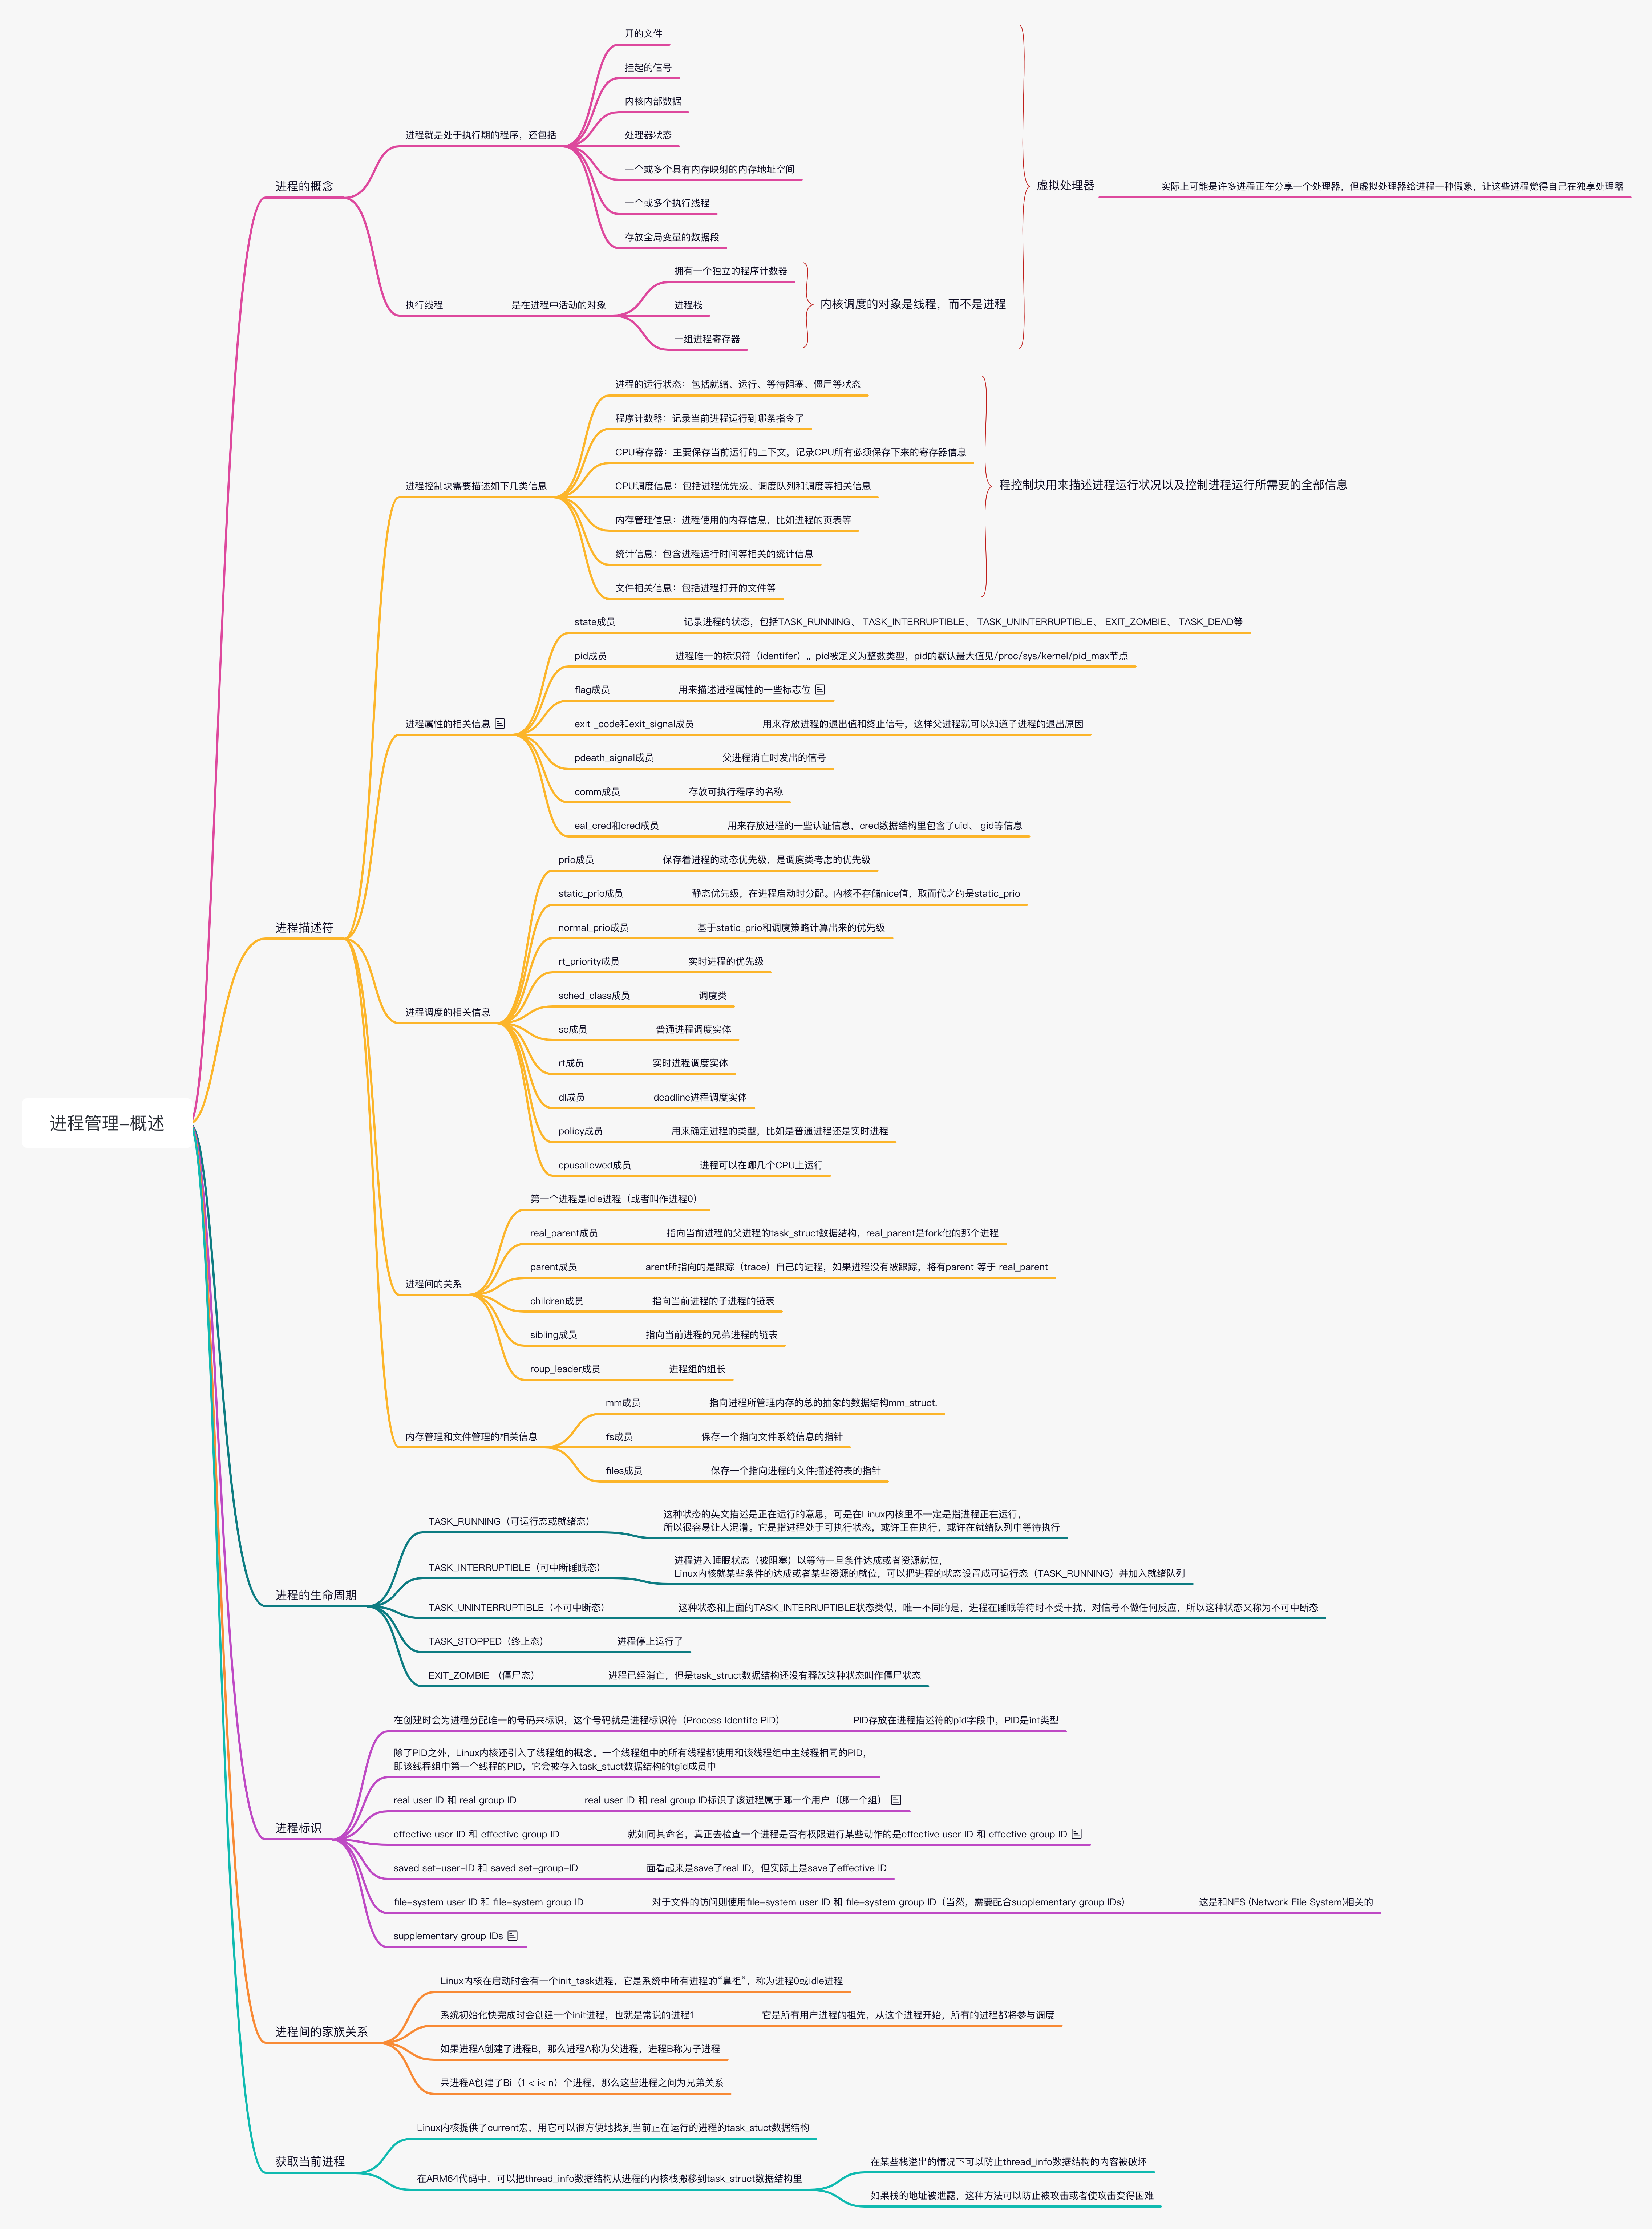 进程管理-概述
进程的概念
进程就是处于执行期的程序，还包括
开的文件
挂起的信号
内核内部数据
处理器状态
一个或多个具有内存映射的内存地址空间
一个或多个执行线程
存放全局变量的数据段
执行线程
是在进程中活动的对象
拥有一个独立的程序计数器
进程栈
一组进程寄存器
内核调度的对象是线程，而不是进程
虚拟处理器
实际上可能是许多进程正在分享一个处理器，但虚拟处理器给进程一种假象，让这些进程觉得自己在独享处理器
进程描述符
进程控制块需要描述如下几类信息
进程的运行状态：包括就绪、运行、等待阻塞、僵尸等状态
程序计数器：记录当前进程运行到哪条指令了
CPU寄存器：主要保存当前运行的上下文，记录CPU所有必须保存下来的寄存器信息
CPU调度信息：包括进程优先级、调度队列和调度等相关信息
内存管理信息：进程使用的内存信息，比如进程的页表等
统计信息：包含进程运行时间等相关的统计信息
文件相关信息：包括进程打开的文件等
程控制块用来描述进程运行状况以及控制进程运行所需要的全部信息
进程属性的相关信息
state成员
记录进程的状态，包括TASK_RUNNING、 TASK_INTERRUPTIBLE、 TASK_UNINTERRUPTIBLE、 EXIT_ZOMBIE、 TASK_DEAD等
pid成员
进程唯一的标识符（identifer）。pid被定义为整数类型，pid的默认最大值见/proc/sys/kernel/pid_max节点
flag成员
用来描述进程属性的一些标志位
exit _code和exit_signal成员
用来存放进程的退出值和终止信号，这样父进程就可以知道子进程的退出原因
pdeath_signal成员
父进程消亡时发出的信号
comm成员
存放可执行程序的名称
eal_cred和cred成员
用来存放进程的一些认证信息，cred数据结构里包含了uid、 gid等信息
进程调度的相关信息
prio成员
保存着进程的动态优先级，是调度类考虑的优先级
static_prio成员
静态优先级，在进程启动时分配。内核不存储nice值，取而代之的是static_prio
normal_prio成员
基于static_prio和调度策略计算出来的优先级
rt_priority成员
实时进程的优先级
sched_class成员
调度类
se成员
普通进程调度实体
rt成员
实时进程调度实体
dl成员
deadline进程调度实体
policy成员
用来确定进程的类型，比如是普通进程还是实时进程
cpusallowed成员
进程可以在哪几个CPU上运行
进程间的关系
第一个进程是idle进程（或者叫作进程0）
real_parent成员
指向当前进程的父进程的task_struct数据结构，real_parent是fork他的那个进程
parent成员
arent所指向的是跟踪（trace）自己的进程，如果进程没有被跟踪，将有parent 等于 real_parent
children成员
指向当前进程的子进程的链表
sibling成员
指向当前进程的兄弟进程的链表
roup_leader成员
进程组的组长
内存管理和文件管理的相关信息
mm成员
指向进程所管理内存的总的抽象的数据结构mm_struct.
fs成员
保存一个指向文件系统信息的指针
files成员
保存一个指向进程的文件描述符表的指针
进程的生命周期
TASK_RUNNING（可运行态或就绪态）
这种状态的英文描述是正在运行的意思，可是在Linux内核里不一定是指进程正在运行，
所以很容易让人混淆。它是指进程处于可执行状态，或许正在执行，或许在就绪队列中等待执行
TASK_INTERRUPTIBLE（可中断睡眠态）
进程进入睡眠状态（被阻塞）以等待一旦条件达成或者资源就位，
Linux内核就某些条件的达成或者某些资源的就位，可以把进程的状态设置成可运行态（TASK_RUNNING）并加入就绪队列
TASK_UNINTERRUPTIBLE（不可中断态）
这种状态和上面的TASK_INTERRUPTIBLE状态类似，唯一不同的是，进程在睡眠等待时不受干扰，对信号不做任何反应，所以这种状态又称为不可中断态
TASK_STOPPED（终止态）
进程停止运行了
EXIT_ZOMBIE （僵尸态）
进程已经消亡，但是task_struct数据结构还没有释放这种状态叫作僵尸状态
进程标识
在创建时会为进程分配唯一的号码来标识，这个号码就是进程标识符（Process Identife PID）
PID存放在进程描述符的pid字段中，PID是int类型
除了PID之外，Linux内核还引入了线程组的概念。一个线程组中的所有线程都使用和该线程组中主线程相同的PID，
即该线程组中第一个线程的PID，它会被存入task_stuct数据结构的tgid成员中
real user ID 和 real group ID
real user ID 和 real group ID标识了该进程属于哪一个用户（哪一个组）
effective user ID 和 effective group ID
就如同其命名，真正去检查一个进程是否有权限进行某些动作的是effective user ID 和 effective group ID
saved set-user-ID 和 saved set-group-ID
面看起来是save了real ID，但实际上是save了effective ID
file-system user ID 和 file-system group ID
对于文件的访问则使用file-system user ID 和 file-system group ID（当然，需要配合supplementary group IDs）
这是和NFS (Network File System)相关的
supplementary group IDs
进程间的家族关系
Linux内核在启动时会有一个init_task进程，它是系统中所有进程的“鼻祖”，称为进程0或idle进程
系统初始化快完成时会创建一个init进程，也就是常说的进程1
它是所有用户进程的祖先，从这个进程开始，所有的进程都将参与调度
如果进程A创建了进程B，那么进程A称为父进程，进程B称为子进程
果进程A创建了Bi（1 < i< n）个进程，那么这些进程之间为兄弟关系
获取当前进程
Linux内核提供了current宏，用它可以很方便地找到当前正在运行的进程的task_stuct数据结构
在ARM64代码中，可以把thread_info数据结构从进程的内核栈搬移到task_struct数据结构里
在某些栈溢出的情况下可以防止thread_info数据结构的内容被破坏
如果栈的地址被泄露，这种方法可以防止被攻击或者使攻击变得困难